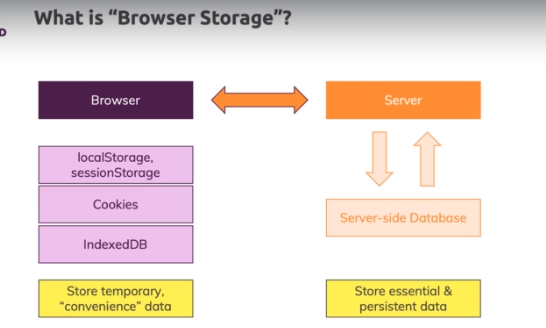 What is “Browser Storage”?
D
Browser
Server
localStorage,
sessionStorage
Cookies
IndexedDB
Server-side Database
Store temporary,
“convenience” data
Store essential &
persistent data